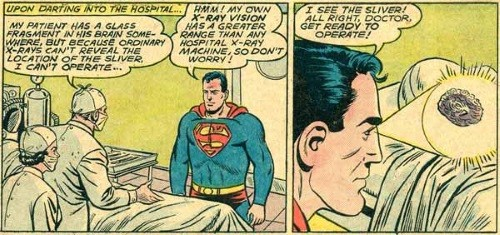 UPON DARTING INTO THE HOSPITAL...
MY PATIENT HAS A GLASS
FRAGMENT IN HIS BRAIN SOME-
WHERE, BUT BECAUSE ORDINARY
X-RAYS CAN'T REVEAL THE
LOCATION OF THE SLIVER,
I CAN'T OPERATE...
HMM! MY OWN
X-RAY VISION
HAS A GREATER
RANGE THAN ANY
HOSPITAL X-RAY
MACHINE, SO DON'T
WORRY!
S
I SEE THE SLIVER!
ALL RIGHT, DOCTOR,
GET READY TO
OPERATE!